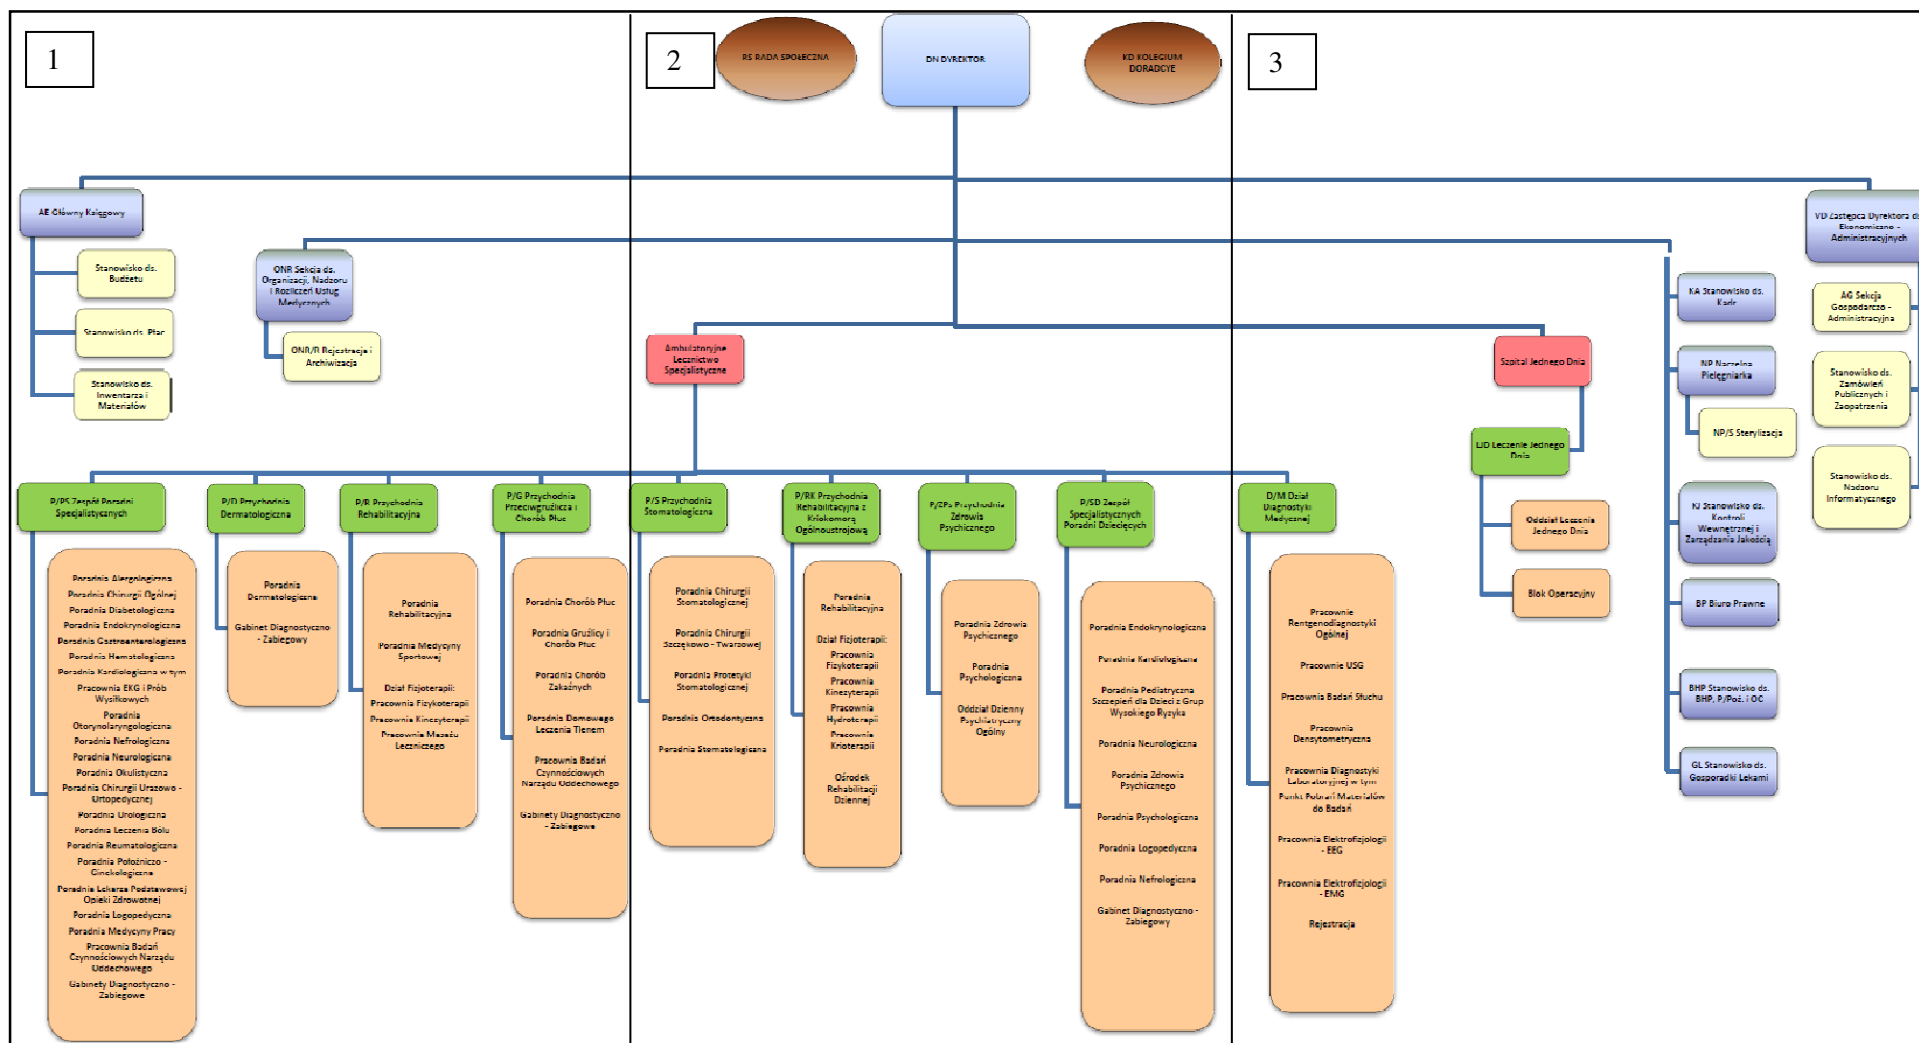 1
2
3
RS RADA SPOŁECZNA
DN DYREKTOR
KD KOLEGIUM
DORADCYE
AE Główny Księgowy
Stanowisko ds.
Budżetu
Stanowisko ds. Płac
Stanowisko ds.
Inwentarza i
Materiałów
ONR Sekcja ds.
Organizacji, Nadzoru
i Rozliczeń Usług
Medycznych
ONR/R Rejestracja i
Archiwizacja
Ambulatoryjne
Lecznictwo
Specjalistyczne
Szpital Jednego Dnia
LJD Leczenie Jednego
Dnia
Oddział Leczenia
Jednego Dnia
Blok Operacyjny
KA Stanowisko ds.
Kadr
NP Naczelna
Pielęgniarka
NP/S Sterylizacja
KJ Stanowisko ds.
Kontroli
Wewnętrznej i
Zarządzania Jakością
BP Biuro Prawne
BHP Stanowisko ds.
BHP, P/Poż. i OC
GL Stanowisko ds.
Gospodarki Lekami
VD Zastępca Dyrektora ds.
Ekonomiczno -
Administracyjnych
AG Sekcja
Gospodarczo -
Administracyjna
Stanowisko ds.
Zamówień
Publicznych i
Zaopatrzenia
Stanowisko ds.
Nadzoru
Informatycznego
P/PS Zespół Poradni
Specjalistycznych
Poradnia Alergologiczna
Poradnia Chirurgii Ogólnej
Poradnia Diabetologiczna
Poradnia Endokrynologiczna
Poradnia Gastroenterologiczna
Poradnia Hematologiczna
Poradnia Kardiologiczna w tym
Pracownia EKG i Prób
Wysiłkowych
Poradnia
Otorynolaryngologiczna
Poradnia Nefrologiczna
Poradnia Neurologiczna
Poradnia Okulistyczna
Poradnia Chirurgii Urazowo -
Ortopedycznej
Poradnia Urologiczna
Poradnia Leczenia Bólu
Poradnia Reumatologiczna
Poradnia Położniczo -
Ginekologiczna
Poradnia Lekarza Podstawowej
Opieki Zdrowotnej
Poradnia Logopedyczna
Poradnia Medycyny Pracy
Pracownia Badań
Czynnościowych Narządu
Oddechowego
Gabinety Diagnostyczno -
Zabiegowe
P/D Przychodnia
Dermatologiczna
Poradnia
Dermatologiczna
Gabinet Diagnostyczno
- Zabiegowy
P/R Przychodnia
Rehabilitacyjna
Poradnia
Rehabilitacyjna
Poradnia Medycyny
Sportowej
Dział Fizjoterapii:
Pracownia Fizykoterapii
Pracownia Kinezyterapii
Pracownia Masażu
Leczniczego
P/G Przychodnia
Przeciwgruźlicza i
Chorób Płuc
Poradnia Chorób Płuc
Poradnia Gruźlicy i
Chorób Płuc
Poradnia Chorób
Zakaźnych
Poradnia Domowego
Leczenia Tlenem
Pracownia Badań
Czynnościowych
Narządu Oddechowego
Gabinety Diagnostyczno
- Zabiegowe
P/S Przychodnia
Stomatologiczna
Poradnia Chirurgii
Stomatologicznej
Poradnia Chirurgii
Szczękowo - Twarzowej
Poradnia Protetyki
Stomatologicznej
Poradnia Ortodontyczna
Poradnia Stomatologiczna
P/RK Przychodnia
Rehabilitacyjna z
Kriokomorą
Ogólnoustrojową
Poradnia
Rehabilitacyjna
Dział Fizjoterapii:
Pracownia
Fizykoterapii
Pracownia
Kinezyterapii
Pracownia
Hydroterapii
Pracownia
Krioterapii
Ośrodek
Rehabilitacji
Dziennej
P/ZPs Przychodnia
Zdrowia
Psychicznego
Poradnia Zdrowia
Psychicznego
Poradnia
Psychologiczna
Oddział Dzienny
Psychiatryczny
Ogólny
P/SD Zespół
Specjalistycznych
Poradni Dziecięcych
Poradnia Endokrynologiczna
Poradnia Kardiologiczna
Poradnia Pediatryczna
Szczepień dla Dzieci z Grup
Wysokiego Ryzyka
Poradnia Neurologiczna
Poradnia Zdrowia
Psychicznego
Poradnia Psychologiczna
Poradnia Logopedyczna
Poradnia Nefrologiczna
Gabinet Diagnostyczno -
Zabiegowy
D/M Dział
Diagnostyki
Medycznej
Pracownie
Rentgenodiagnostyki
Ogólnej
Pracownie USG
Pracownia Badań Słuchu
Pracownia
Densytometryczna
Pracownia Diagnostyki
Laboratoryjnej w tym
Punkt Pobrań Materiałów
do Badań
Pracownia Elektrofizjologii
- EEG
Pracownia Elektrofizjologii
- EMG
Rejestracja